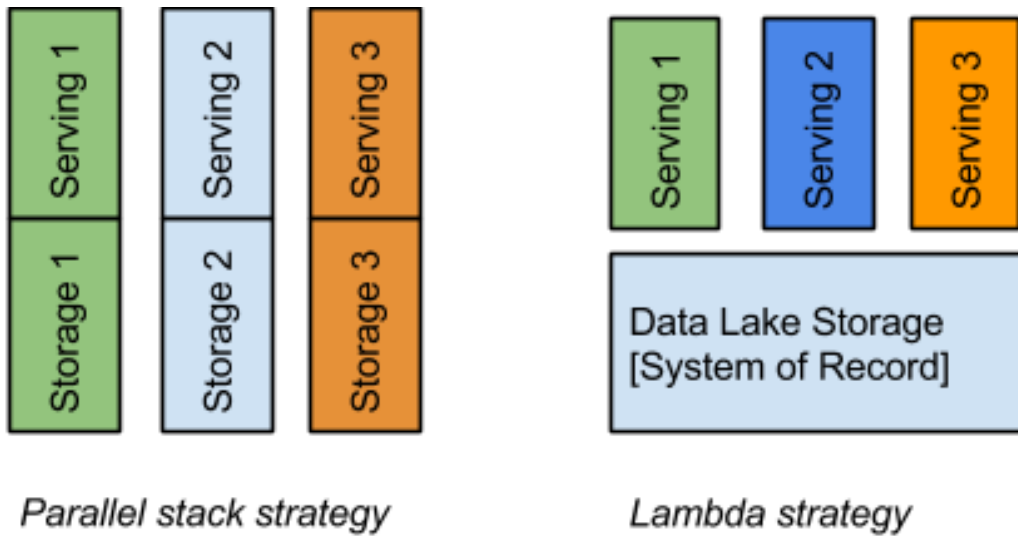 Serving 1
Serving 2
Serving 3
Storage 1
Storage 2
Storage 3
Parallel stack strategy
Serving 1
Serving 2
Serving 3
Data Lake Storage
[System of Record]
Lambda strategy